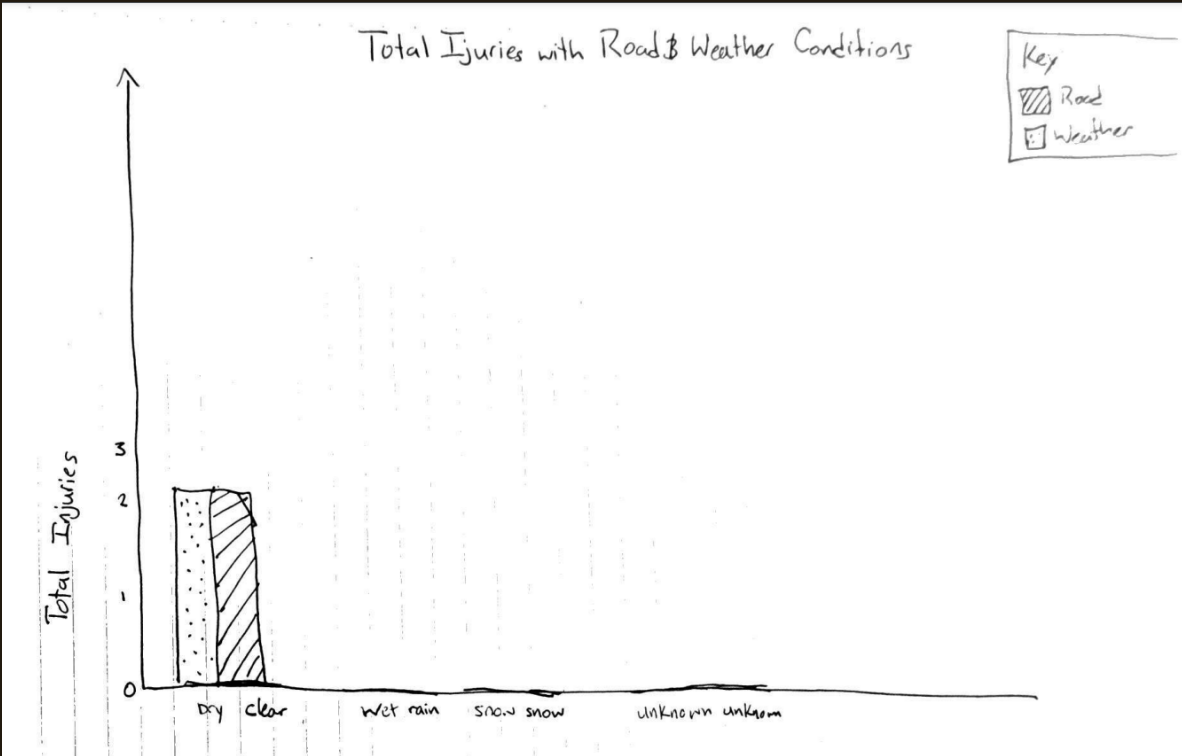 Total Ijuries with Road & Weather Conditions
Key
Road
Weather
Total Injuries
3
2
1
0
Dry clear wet rain snow snow unknown unknown